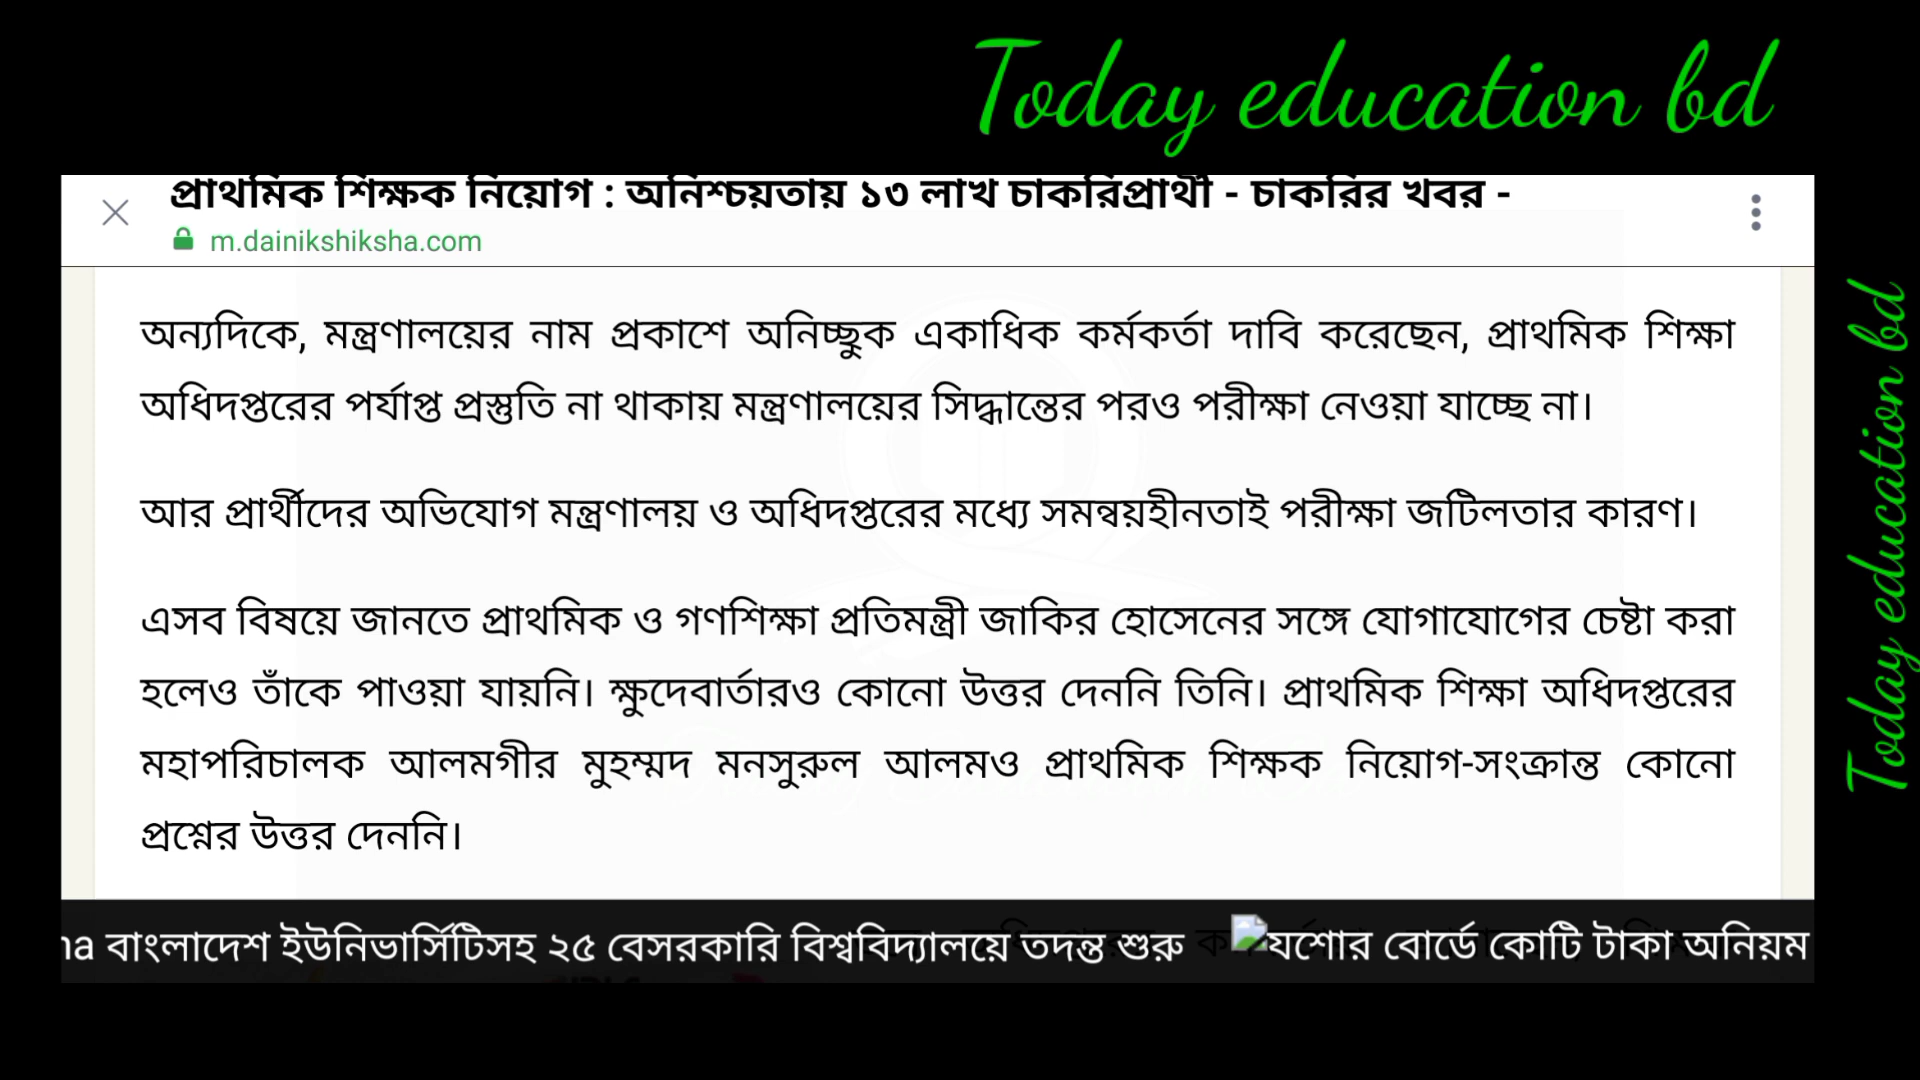 Today education bd
প্রাথমিক শিক্ষক নিয়োগ : অনিশ্চয়তায় ১৩ লাখ চাকরিপ্রার্থী - চাকরির খবর -
m.dainikshiksha.com
অন্যদিকে, মন্ত্রণালয়ের নাম প্রকাশে অনিচ্ছুক একাধিক কর্মকর্তা দাবি করেছেন, প্রাথমিক শিক্ষা
অধিদপ্তরের পর্যাপ্ত প্রস্তুতি না থাকায় মন্ত্রণালয়ের সিদ্ধান্তের পরও পরীক্ষা নেওয়া যাচ্ছে না।
আর প্রার্থীদের অভিযোগ মন্ত্রণালয় ও অধিদপ্তরের মধ্যে সমন্বয়হীনতাই পরীক্ষা জটিলতার কারণ।
এসব বিষয়ে জানতে প্রাথমিক ও গণশিক্ষা প্রতিমন্ত্রী জাকির হোসেনের সঙ্গে যোগাযোগের চেষ্টা করা
হলেও তাঁকে পাওয়া যায়নি। ক্ষুদেবার্তারও কোনো উত্তর দেননি তিনি। প্রাথমিক শিক্ষা অধিদপ্তরের
মহাপরিচালক আলমগীর মুহম্মদ মনসুরুল আলমও প্রাথমিক শিক্ষক নিয়োগ-সংক্রান্ত কোনো
প্রশ্নের উত্তর দেননি।
na বাংলাদেশ ইউনিভার্সিটিসহ ২৫ বেসরকারি বিশ্ববিদ্যালয়ে তদন্ত শুরু যশোর বোর্ডে কোটি টাকা অনিয়ম
Today education bd